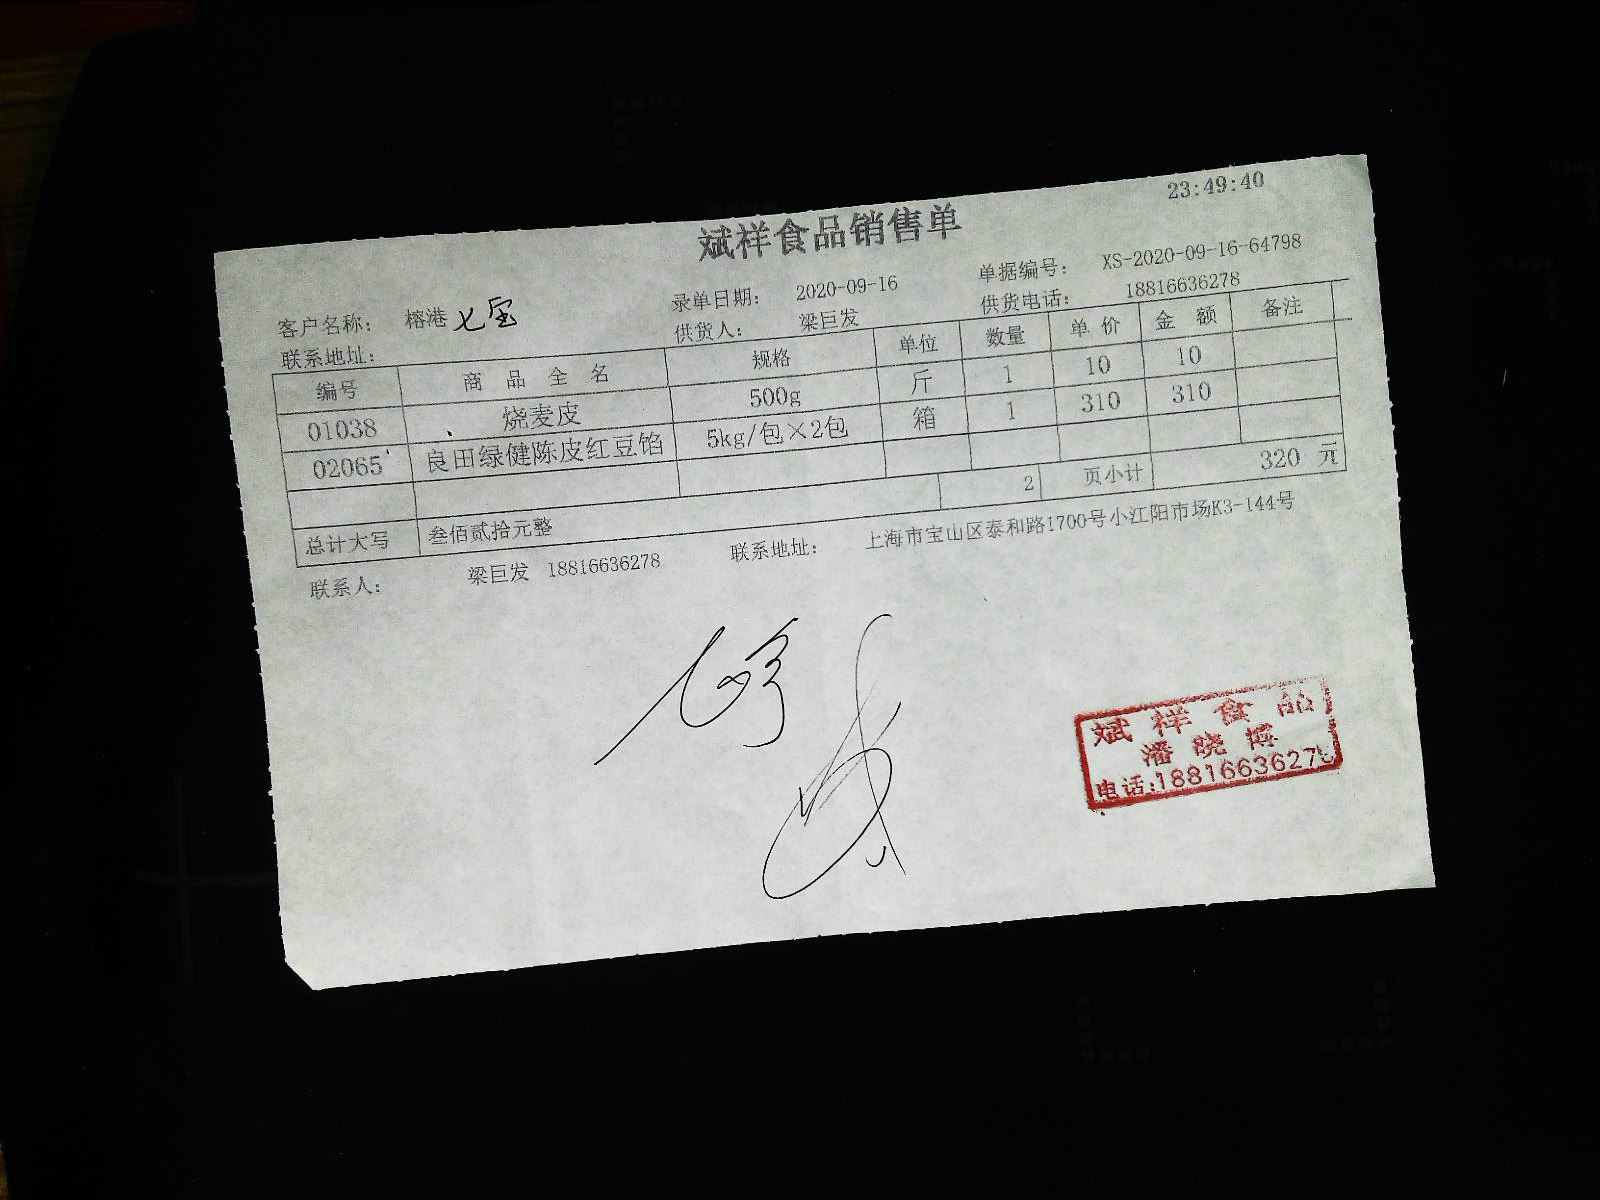 23:49:40
斌祥食品销售单
客户名称： 榕港 七宝 录单日期： 2020-09-16 单据编号： XS-2020-09-16-64798
联系地址： 供货人： 梁巨发 供货电话： 18816636278
编号 商 品 全 名 规格 单位 数量 单 价 金 额 备注
01038 烧麦皮 500g 斤 1 10 10
02065 良田绿健陈皮红豆馅 5kg/包×2包 箱 1 310 310
总计大写 叁佰贰拾元整 2 页小计 320 元
联系人： 梁巨发 18816636278 联系地址： 上海市宝山区泰和路1700号小江阳市场K3-144号
斌祥食品
潘晓博
电话:18816636278